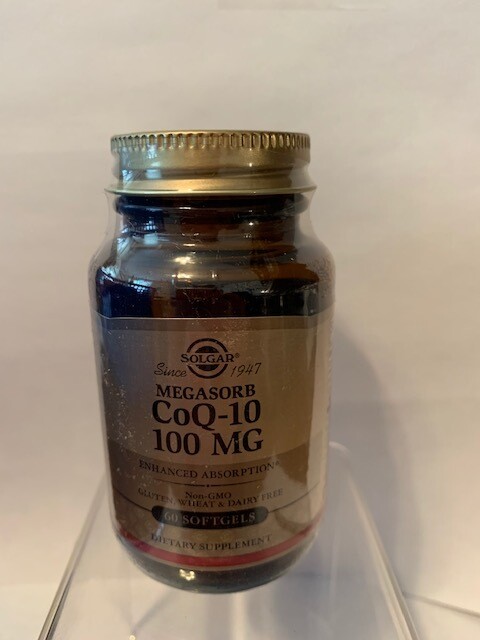 SOLGAR®
Since 1947
MEGASORB
CoQ-10
100 MG
ENHANCED ABSORPTION*
Non-GMO
GLUTEN, WHEAT & DAIRY FREE
60 SOFTGELS
DIETARY SUPPLEMENT